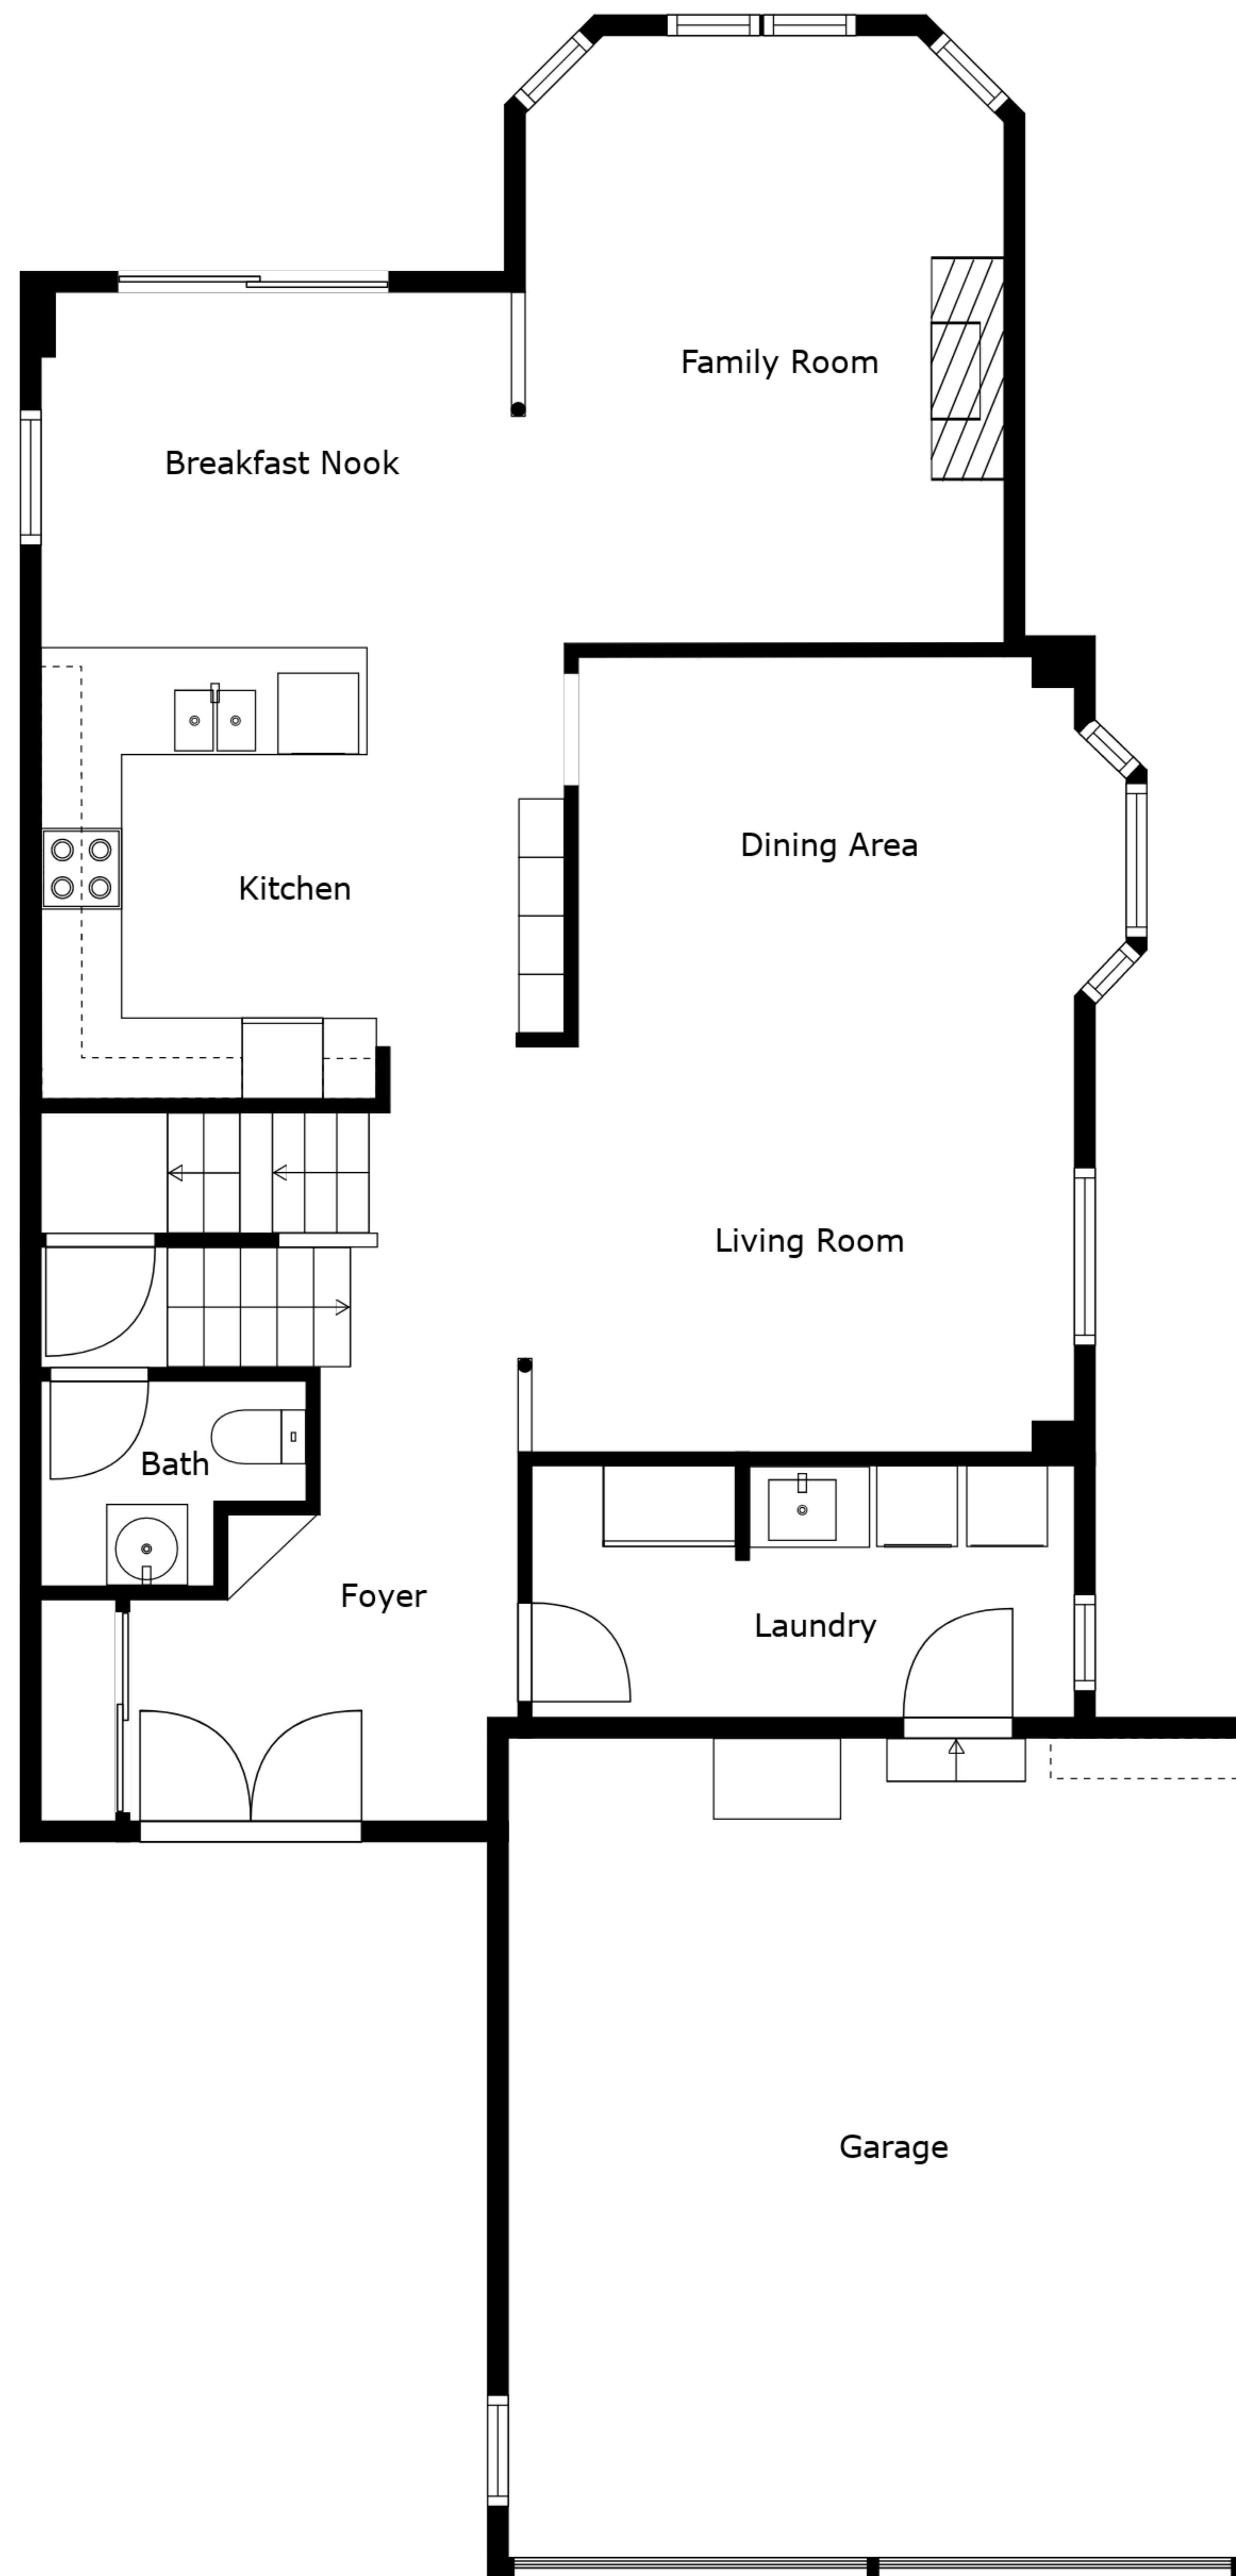 Family Room
Breakfast Nook
Dining Area
Kitchen
Living Room
Bath
Foyer
Laundry
Garage